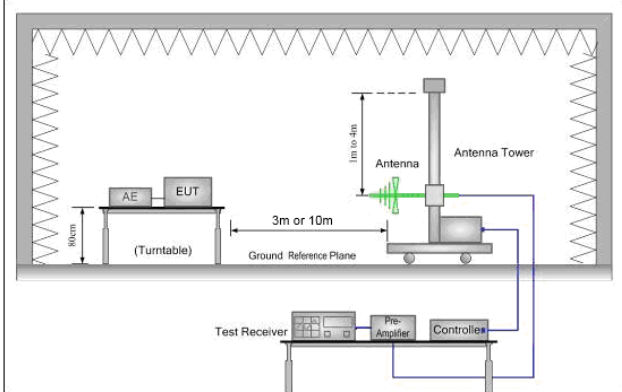 1m to 4m
Antenna
Antenna Tower
AE
EUT
80cm
(Turntable)
3m or 10m
Ground Reference Plane
Test Receiver
Pre-
Amplifier
Controlle